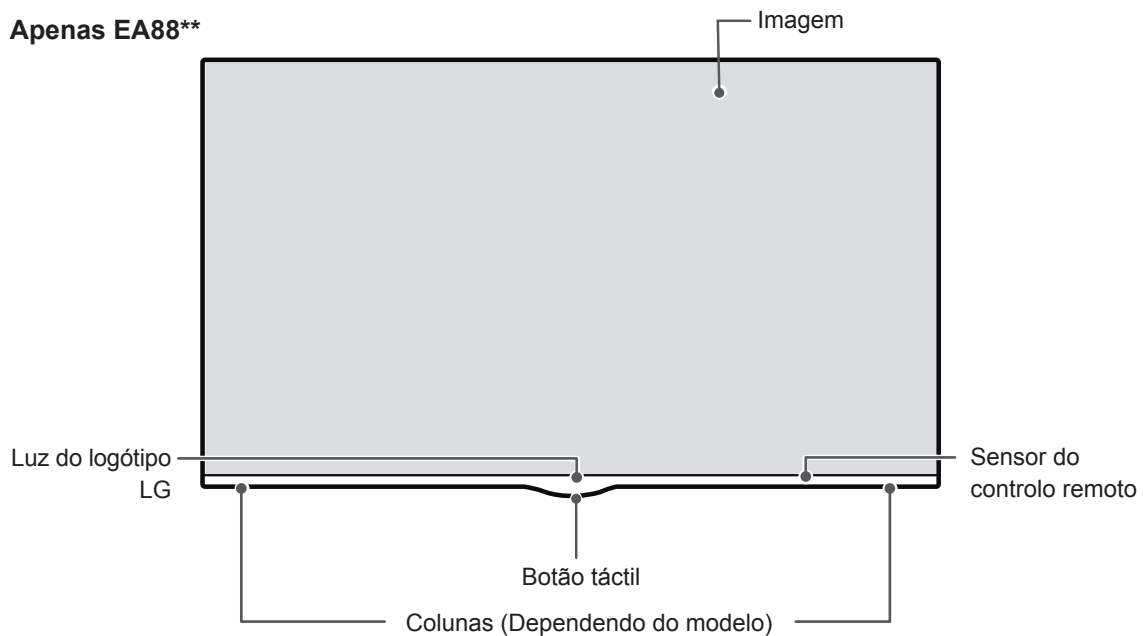 Apenas EA88**
Imagem
Luz do logótipo
LG
Sensor do
controlo remoto
Botão táctil
Colunas (Dependendo do modelo)